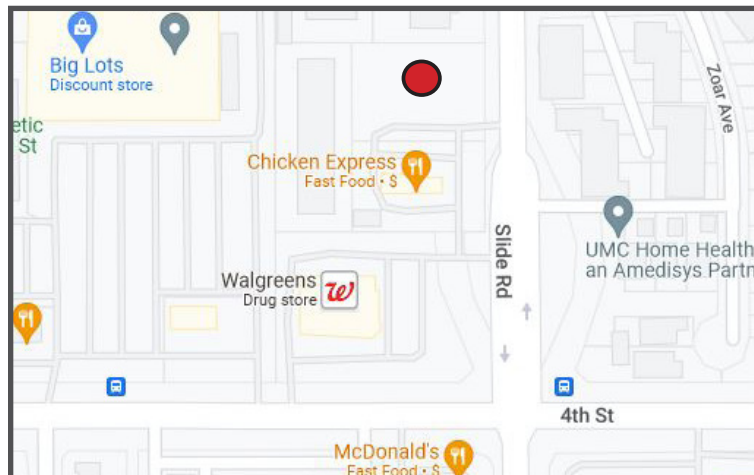 Big Lots
Discount store
etic
St
Zoar Ave
Chicken Express
Fast Food • $
Slide Rd
UMC Home Health
an Amedisys Partn
Walgreens
Drug store
W
4th St
McDonald's
Fast Food • $